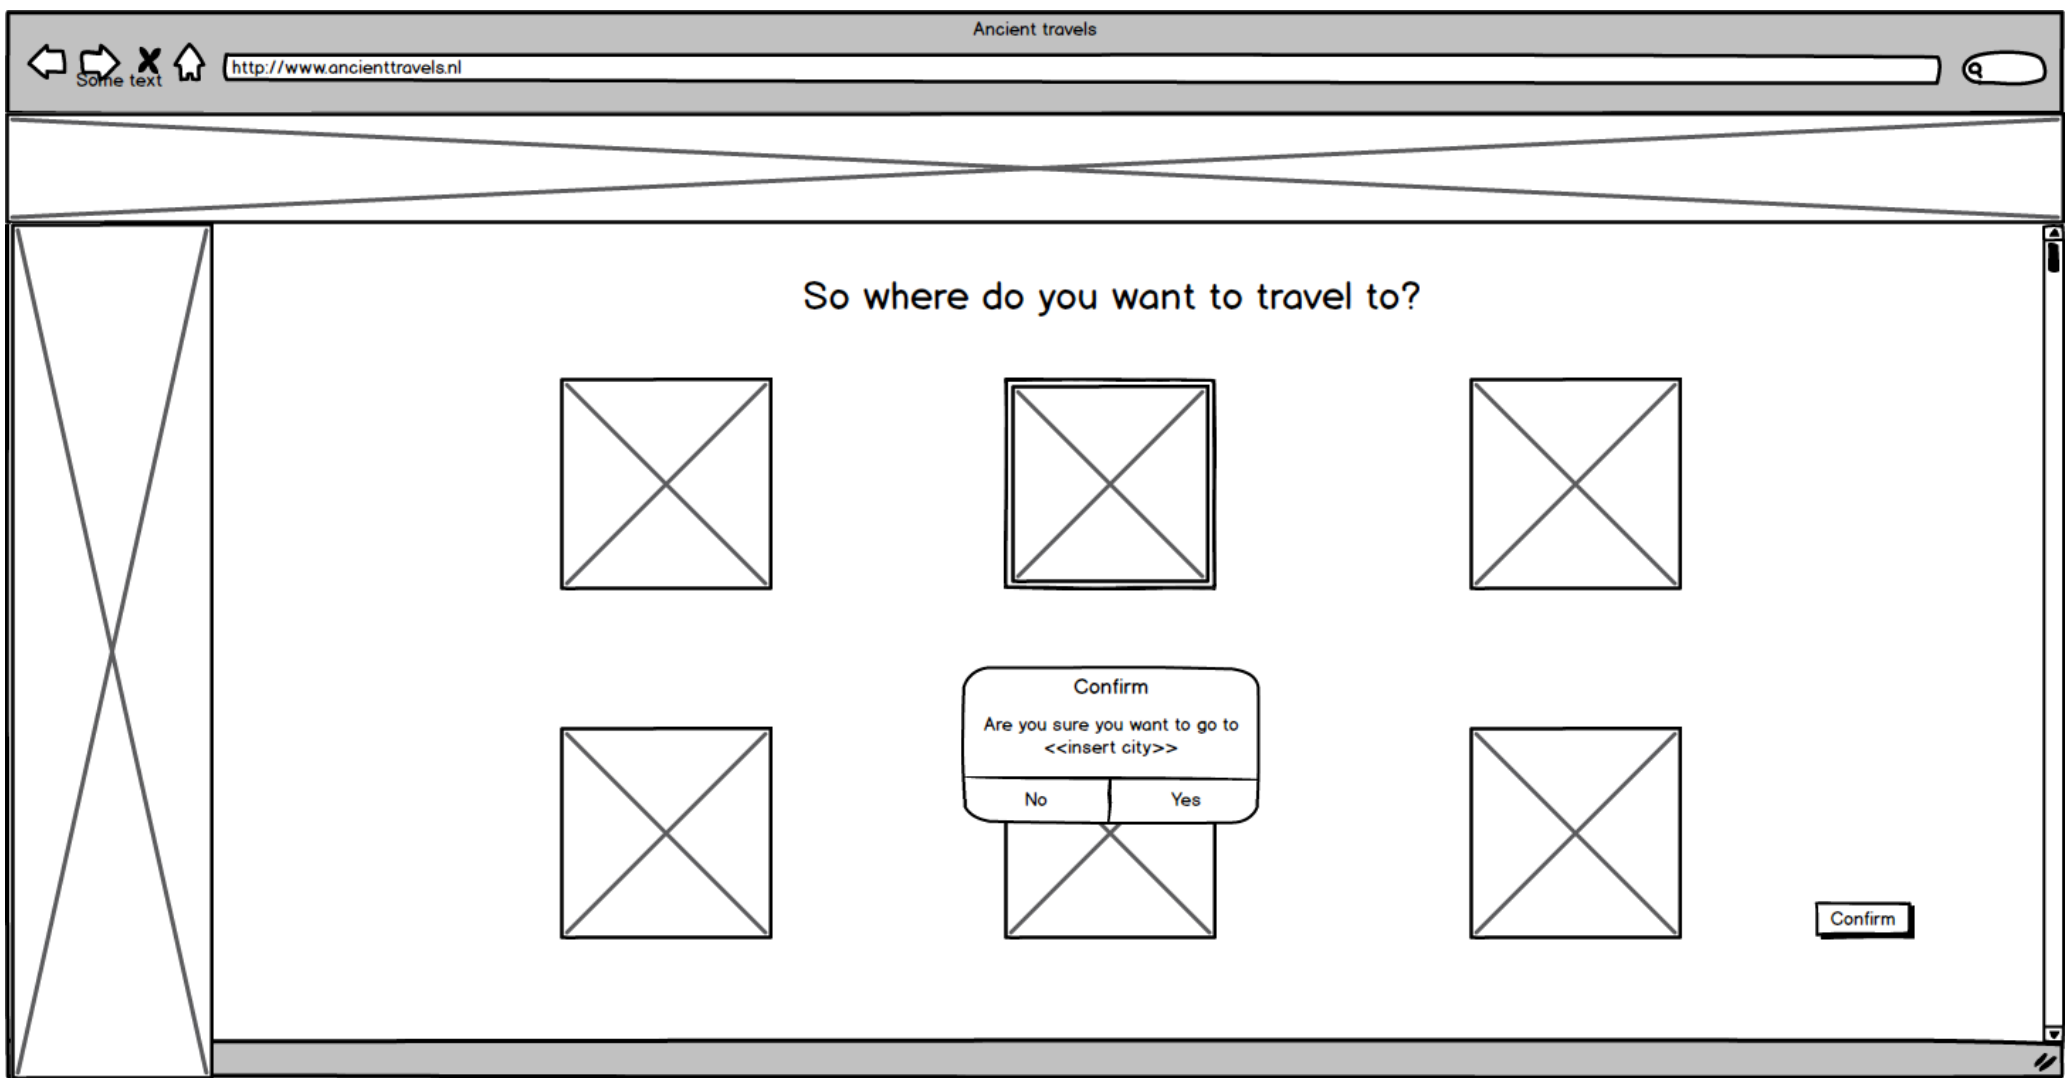 Ancient travels
http://www.ancienttravels.nl
Some text
So where do you want to travel to?
Confirm
Are you sure you want to go to
<<insert city>>
No
Yes
Confirm